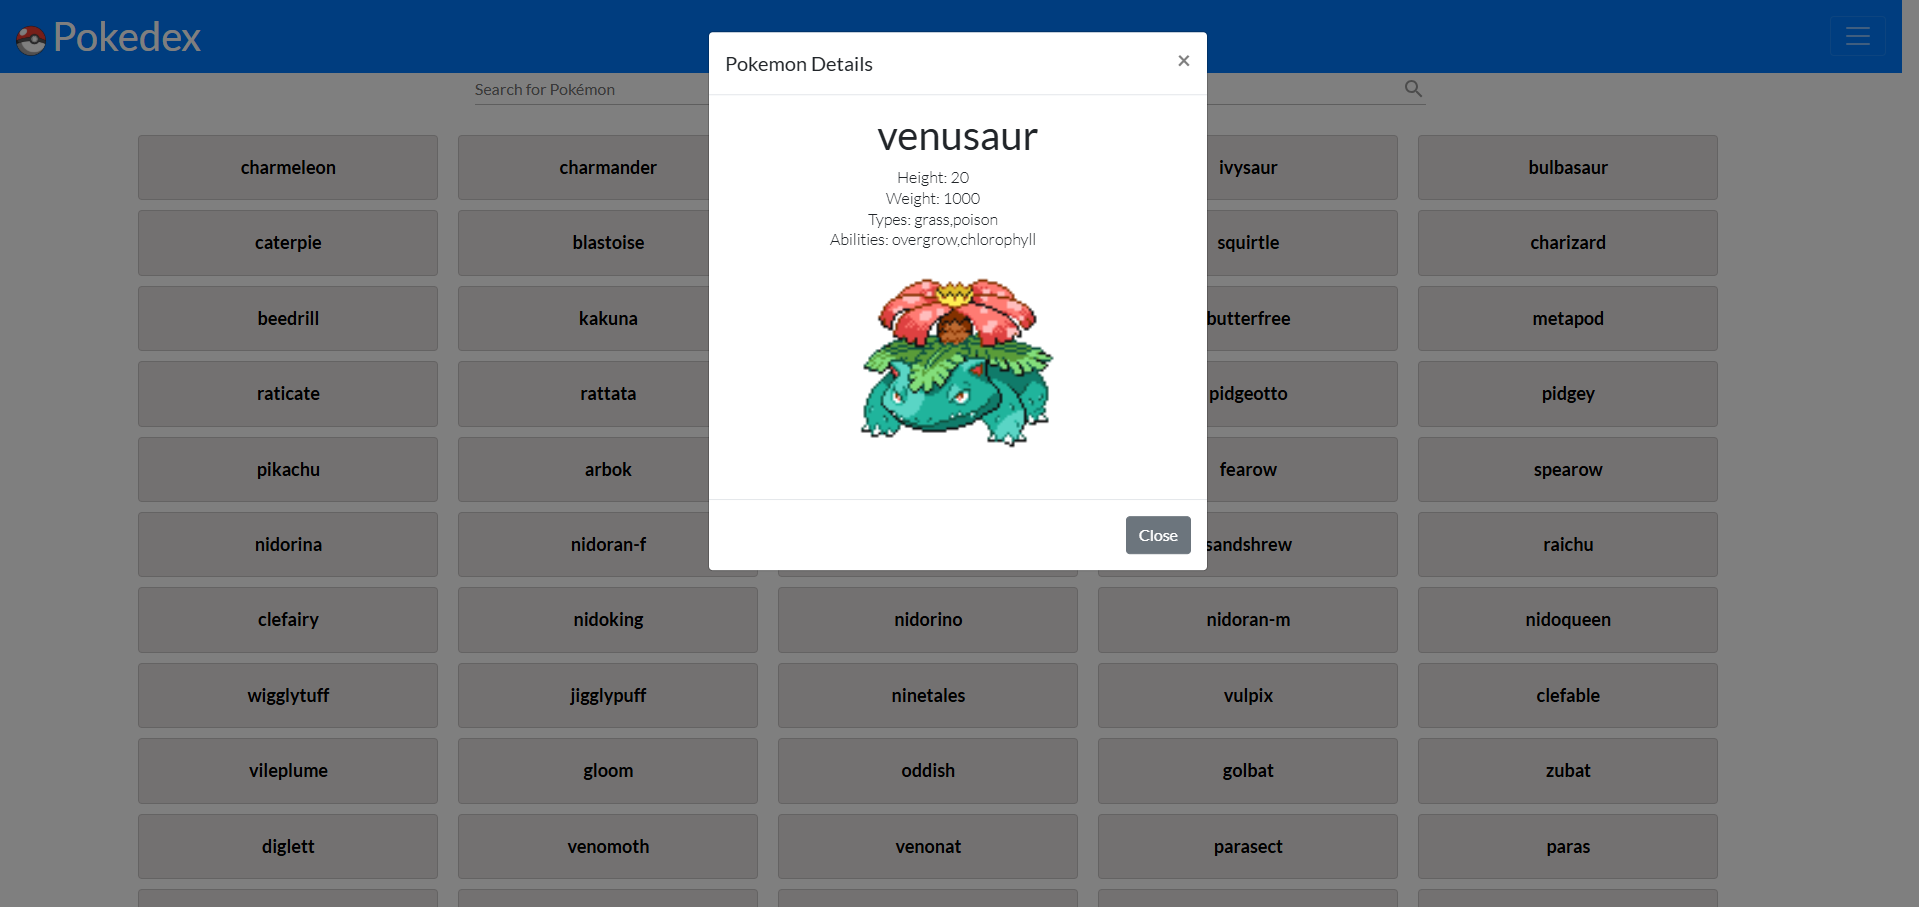 Pokedex
Pokemon Details
×
Search for Pokémon
venusaur
Height: 20
Weight: 1000
Types: grass,poison
Abilities: overgrow,chlorophyll
Close
charmeleon charmander ivysaur bulbasaur
caterpie blastoise squirtle charizard
beedrill kakuna butterfree metapod
raticate rattata pidgeotto pidgey
pikachu arbok fearow spearow
nidorina nidoran-f sandshrew raichu
clefairy nidoking nidorino nidoran-m nidoqueen
wigglytuff jigglypuff ninetales vulpix clefable
vileplume gloom oddish golbat zubat
diglett venomoth venonat parasect paras